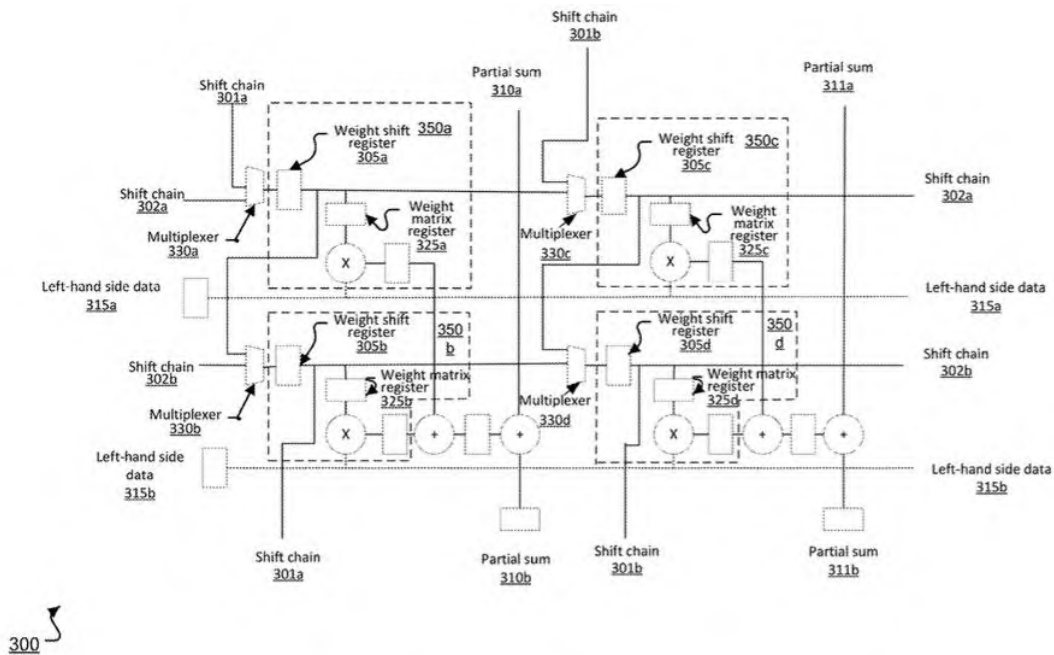 Shift chain
301b
Partial sum
310a
Partial sum
311a
Shift chain
301a
Weight shift
register
305a
350a
Weight shift
register
305c
350c
Shift chain
302a
Shift chain
302a
Multiplexer
330a
Weight
matrix
register
325a
Multiplexer
330c
Weight
matrix
register
325c
X
X
Left-hand side data
315a
Left-hand side data
315a
Weight shift
register
305b
350
b
Weight shift
register
305d
350
d
Shift chain
302b
Shift chain
302b
Multiplexer
330b
Weight matrix
register
325b
Multiplexer
330d
Weight matrix
register
325d
X
+
+
X
+
+
Left-hand side
data
315b
Left-hand side data
315b
Shift chain
301a
Partial sum
310b
Shift chain
301b
Partial sum
311b
300